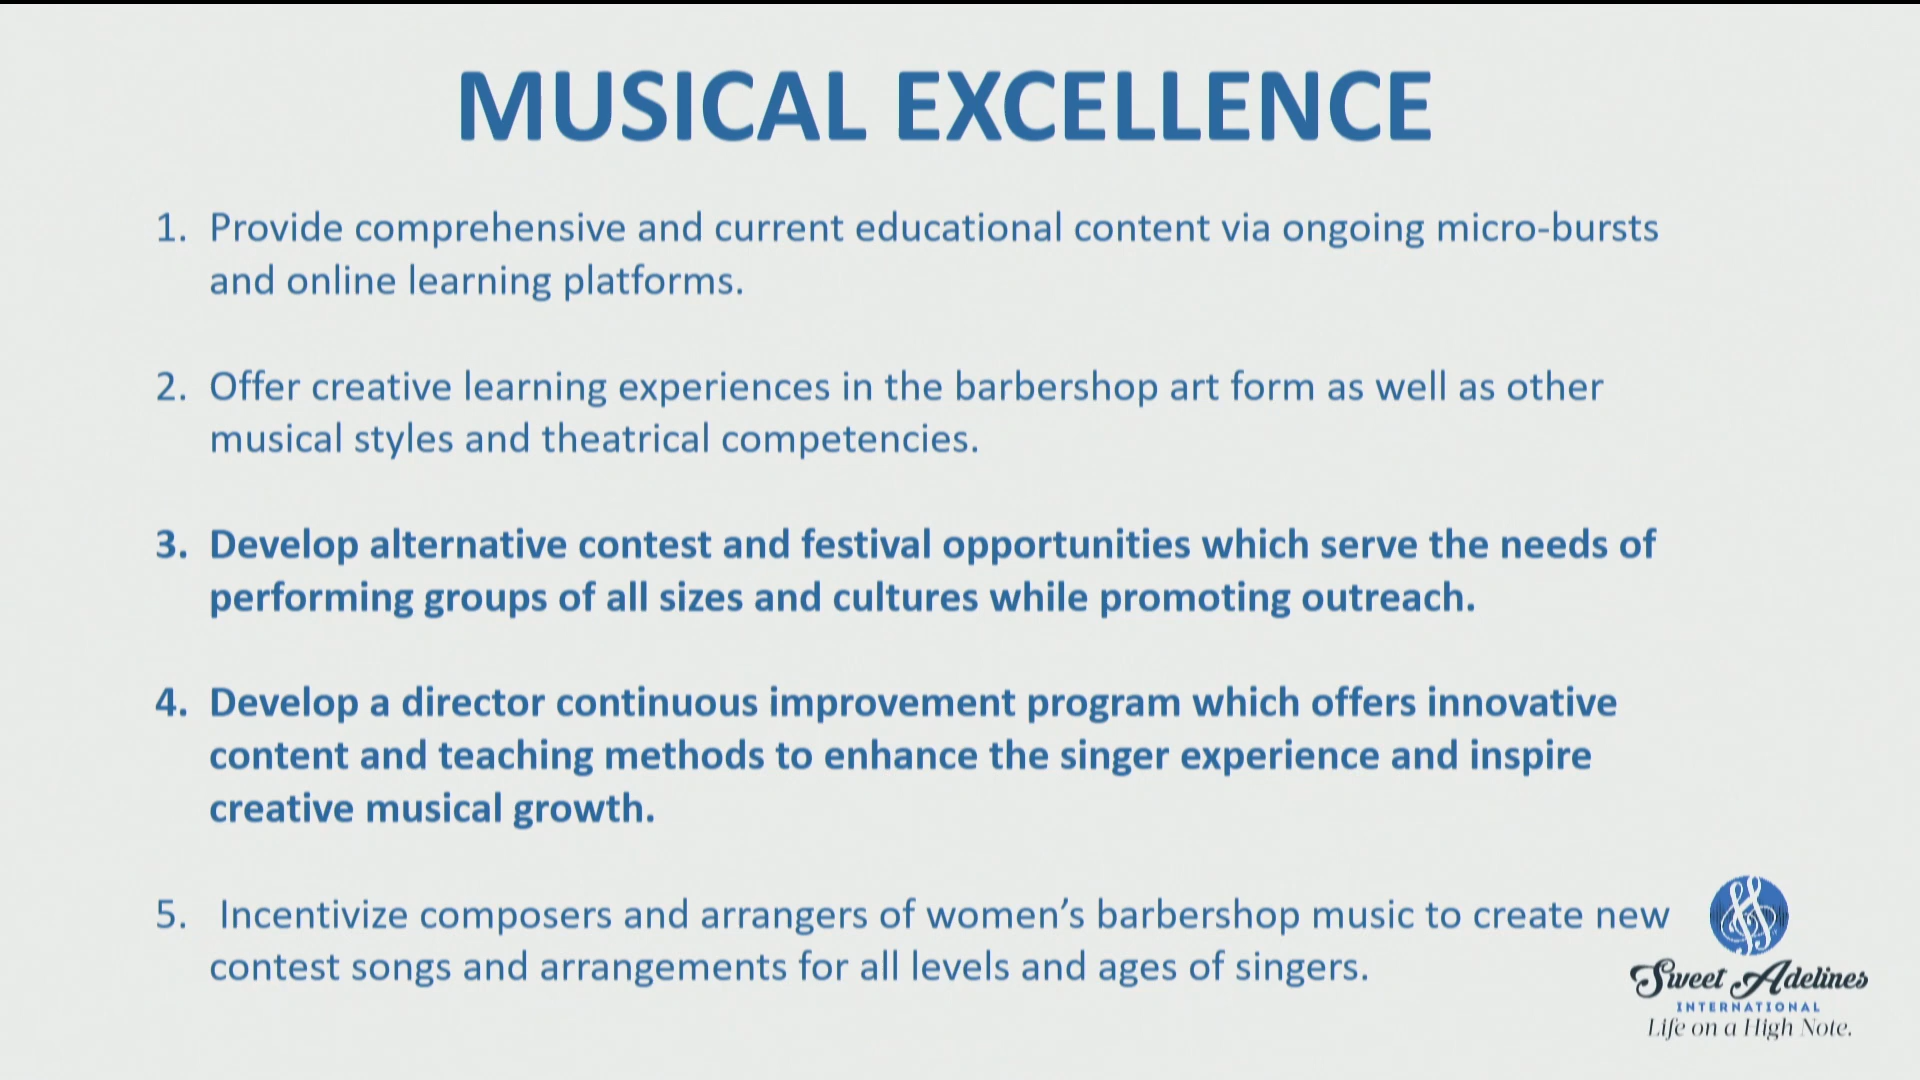 MUSICAL EXCELLENCE
1. Provide comprehensive and current educational content via ongoing micro-bursts
and online learning platforms.
2. Offer creative learning experiences in the barbershop art form as well as other
musical styles and theatrical competencies.
3. Develop alternative contest and festival opportunities which serve the needs of
performing groups of all sizes and cultures while promoting outreach.
4. Develop a director continuous improvement program which offers innovative
content and teaching methods to enhance the singer experience and inspire
creative musical growth.
5. Incentivize composers and arrangers of women’s barbershop music to create new
contest songs and arrangements for all levels and ages of singers.
Sweet Adelines
INTERNATIONAL
Life on a High Note.